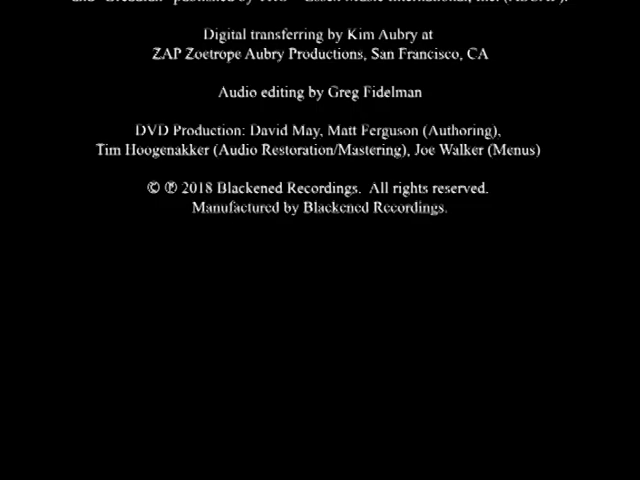 Digital transferring by Kim Aubry at
ZAP Zoetrope Aubry Productions, San Francisco, CA
Audio editing by Greg Fidelman
DVD Production: David May, Matt Ferguson (Authoring),
Tim Hoogenakker (Audio Restoration/Mastering), Joe Walker (Menus)
© ℗ 2018 Blackened Recordings. All rights reserved.
Manufactured by Blackened Recordings.